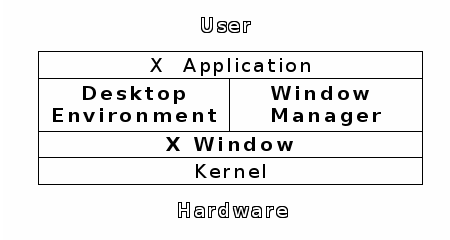 User
X Application
Desktop
Environment
Window
Manager
X Window
Kernel
Hardware